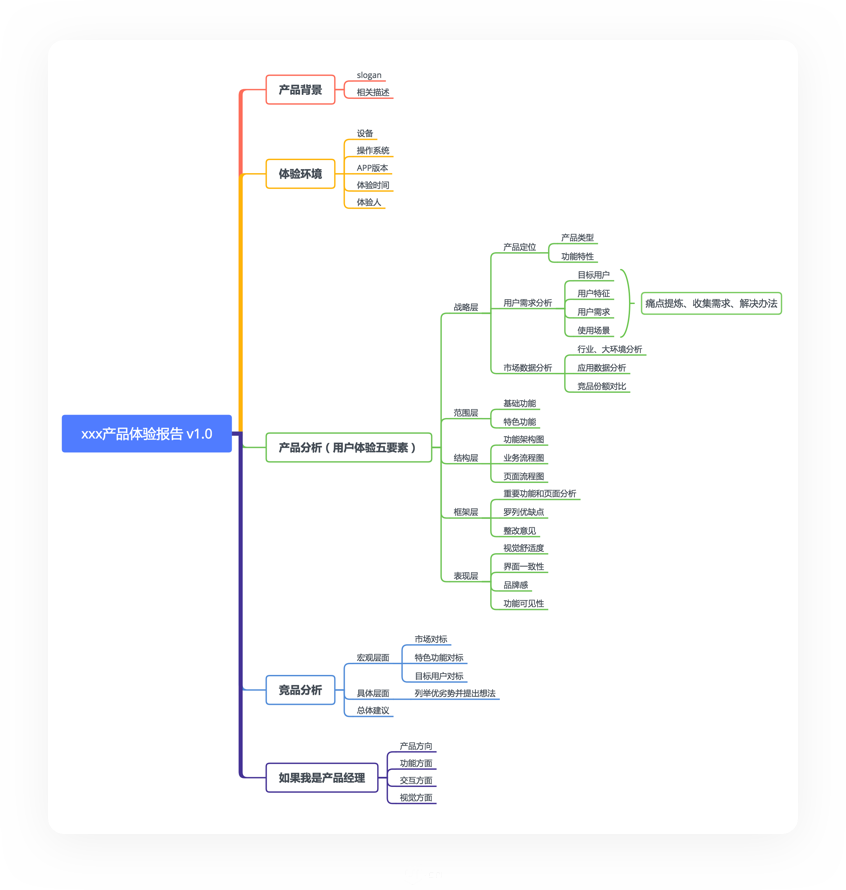 xxx产品体验报告 v1.0
产品背景
slogan
相关描述
体验环境
设备
操作系统
APP版本
体验时间
体验人
产品分析（用户体验五要素）
战略层
产品定位
产品类型
功能特性
用户需求分析
目标用户
用户特征
用户需求
使用场景
痛点提炼、收集需求、解决办法
市场数据分析
行业、大环境分析
应用数据分析
竞品份额对比
范围层
基础功能
特色功能
结构层
功能架构图
业务流程图
页面流程图
框架层
重要功能和页面分析
罗列优缺点
整改意见
表现层
视觉舒适度
界面一致性
品牌感
功能可见性
竞品分析
宏观层面
市场对标
特色功能对标
目标用户对标
具体层面
列举优劣势并提出想法
总体建议
如果我是产品经理
产品方向
功能方面
交互方面
视觉方面